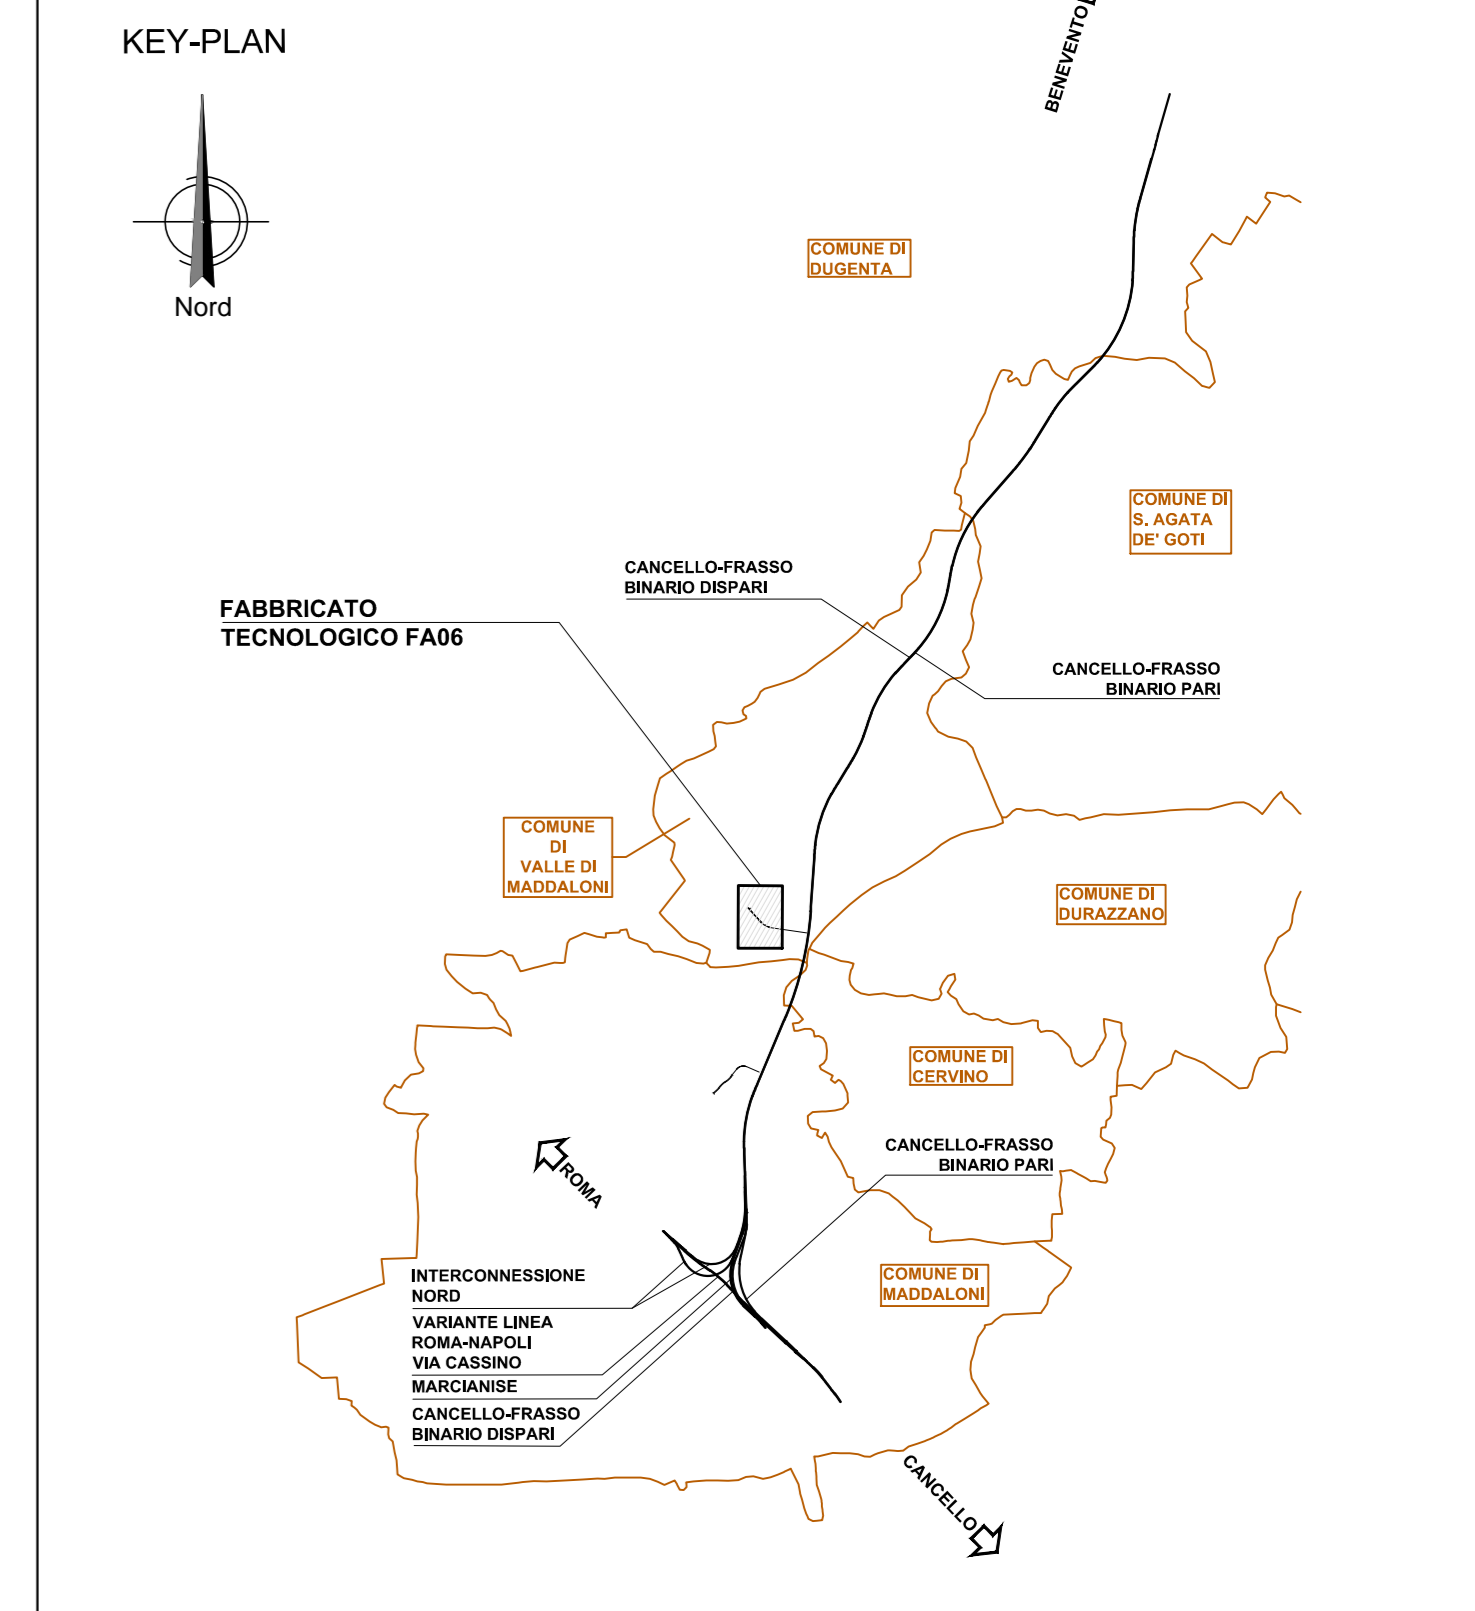 KEY-PLAN
BENEVENTO
Nord
COMUNE DI
DUGENTA
COMUNE DI
S. AGATA
DE' GOTI
CANCELLO-FRASSO
BINARIO DISPARI
FABBRICATO
TECNOLOGICO FA06
CANCELLO-FRASSO
BINARIO PARI
COMUNE
DI
VALLE DI
MADDALONI
COMUNE DI
DURAZZANO
COMUNE DI
CERVINO
CANCELLO-FRASSO
BINARIO PARI
ROMA
INTERCONNESSIONE
NORD
COMUNE DI
MADDALONI
VARIANTE LINEA
ROMA-NAPOLI
VIA CASSINO
MARCIANISE
CANCELLO-FRASSO
BINARIO DISPARI
CANCELLO